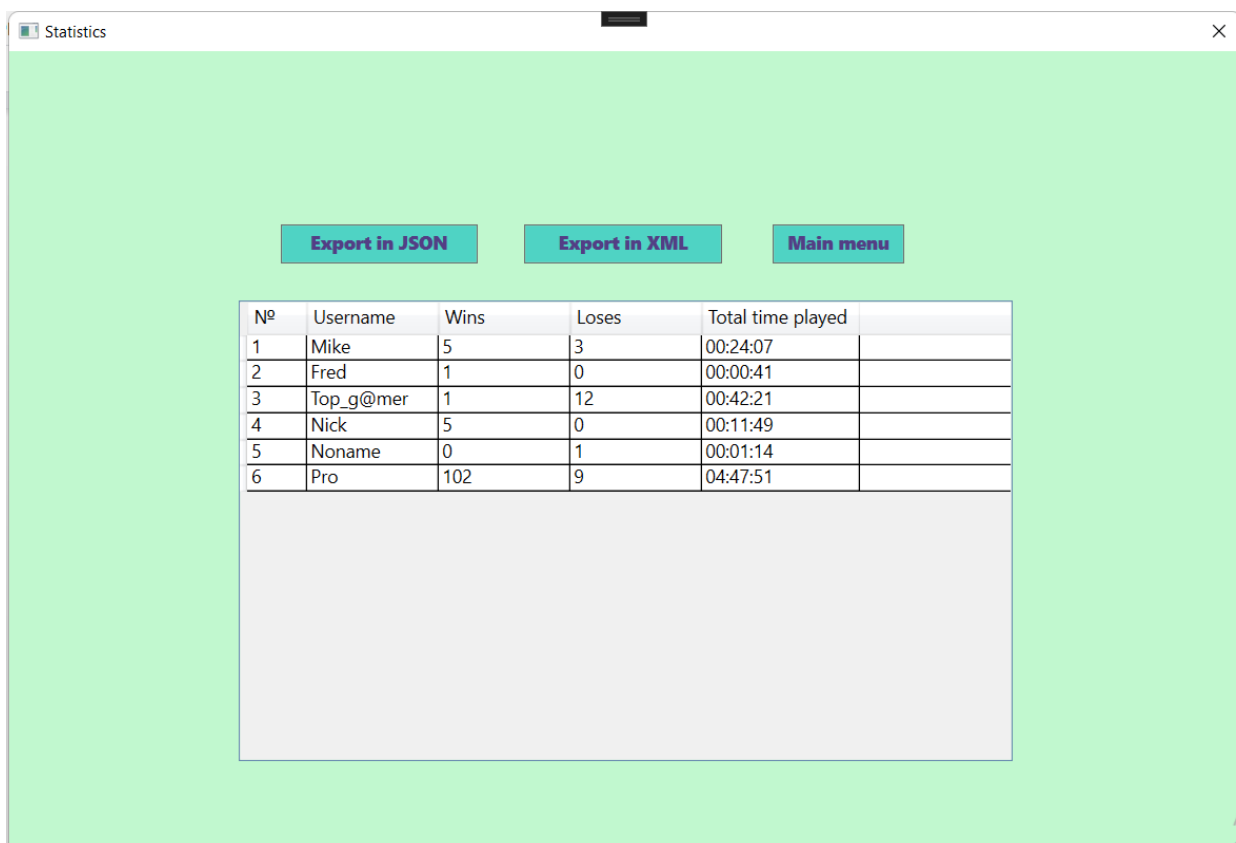 Statistics
Export in JSON Export in XML Main menu
Nº Username Wins Loses Total time played
1 Mike 5 3 00:24:07
2 Fred 1 0 00:00:41
3 Top_g@mer 1 12 00:42:21
4 Nick 5 0 00:11:49
5 Noname 0 1 00:01:14
6 Pro 102 9 04:47:51